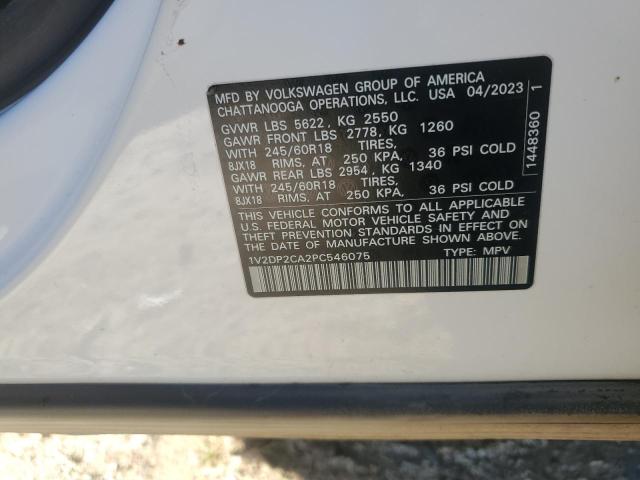 MFD BY VOLKSWAGEN GROUP OF AMERICA
CHATTANOOGA OPERATIONS, LLC. USA 04/2023
GVWR LBS 5622, KG 2550
GAWR FRONT LBS 2778, KG 1260
WITH 245/60R18 TIRES,
8JX18 RIMS, AT 250 KPA, 36 PSI COLD
GAWR REAR LBS 2954, KG 1340
WITH 245/60R18 TIRES,
8JX18 RIMS, AT 250 KPA, 36 PSI COLD
THIS VEHICLE CONFORMS TO ALL APPLICABLE
U.S. FEDERAL MOTOR VEHICLE SAFETY AND
THEFT PREVENTION STANDARDS IN EFFECT ON
THE DATE OF MANUFACTURE SHOWN ABOVE.
1V2DP2CA2PC546075 TYPE: MPV
1448360 1